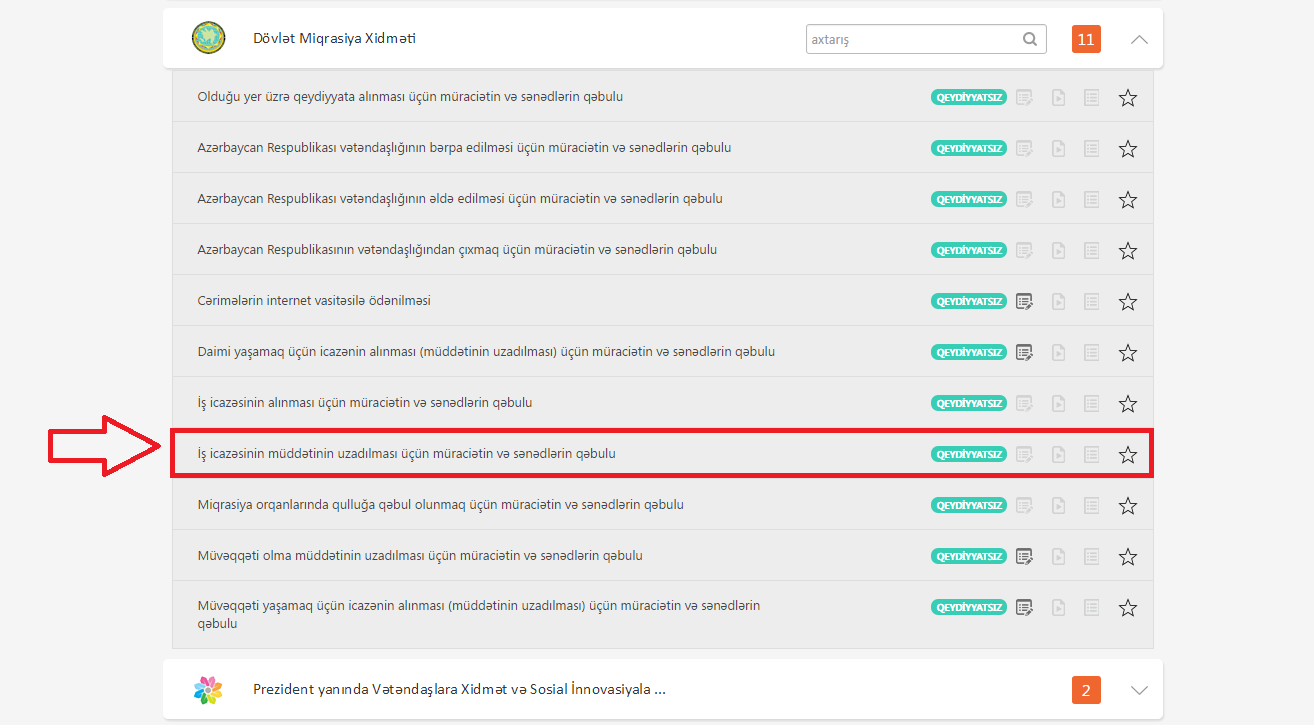 Dövlət Miqrasiya Xidməti
axtarış
11
Olduğu yer üzrə qeydiyyata alınması üçün müraciətin və sənədlərin qəbulu
QEYDİYYATSIZ
Azərbaycan Respublikası vətəndaşlığının bərpa edilməsi üçün müraciətin və sənədlərin qəbulu
QEYDİYYATSIZ
Azərbaycan Respublikası vətəndaşlığının əldə edilməsi üçün müraciətin və sənədlərin qəbulu
QEYDİYYATSIZ
Azərbaycan Respublikasının vətəndaşlığından çıxmaq üçün müraciətin və sənədlərin qəbulu
QEYDİYYATSIZ
Cərimələrin internet vasitəsilə ödənilməsi
QEYDİYYATSIZ
Daimi yaşamaq üçün icazənin alınması (müddətinin uzadılması) üçün müraciətin və sənədlərin qəbulu
QEYDİYYATSIZ
İş icazəsinin alınması üçün müraciətin və sənədlərin qəbulu
QEYDİYYATSIZ
İş icazəsinin müddətinin uzadılması üçün müraciətin və sənədlərin qəbulu
QEYDİYYATSIZ
Miqrasiya orqanlarında qulluğa qəbul olunmaq üçün müraciətin və sənədlərin qəbulu
QEYDİYYATSIZ
Müvəqqəti olma müddətinin uzadılması üçün müraciətin və sənədlərin qəbulu
QEYDİYYATSIZ
Müvəqqəti yaşamaq üçün icazənin alınması (müddətinin uzadılması) üçün müraciətin və sənədlərin
qəbulu
QEYDİYYATSIZ
Prezident yanında Vətəndaşlara Xidmət və Sosial İnnovasiyala ...
2